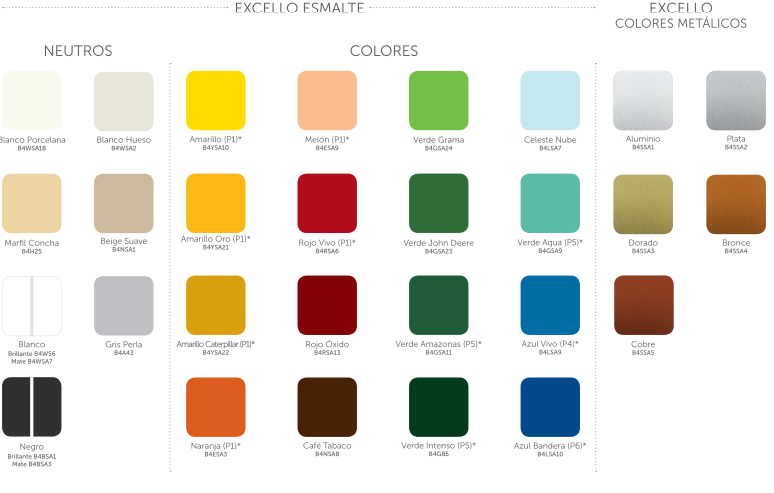 EXCELLO ESMALTE
EXCELLO
COLORES METÁLICOS
NEUTROS
COLORES
Blanco Porcelana
B4WSA18
Blanco Hueso
B4WSA2
Amarillo (P1)*
B4YSA10
Melón (P1)*
B4ESA9
Verde Grama
B4GSA24
Celeste Nube
B4LSA7
Aluminio
B4SSA1
Plata
B4SSA2
Marfil Concha
B4H25
Beige Suave
B4NSA1
Amarillo Oro (P1)*
B4YSA21
Rojo Vivo (P1)*
B4RSA6
Verde John Deere
B4GSA23
Verde Aqua (P5)*
B4GSA9
Dorado
B4SSA3
Bronce
B4SSA4
Blanco
Brillante B4W56
Mate B4WSA7
Gris Perla
B4A43
Amarillo Caterpillar (P1)*
B4YSA22
Rojo Óxido
B4RSA13
Verde Amazonas (P5)*
B4GSA11
Azul Vivo (P4)*
B4LSA9
Cobre
B4SSA5
Negro
Brillante B4BSA1
Mate B4BSA3
Naranja (P1)*
B4ESA3
Café Tabaco
B4NSA8
Verde Intenso (P5)*
B4G85
Azul Bandera (P6)*
B4LSA10